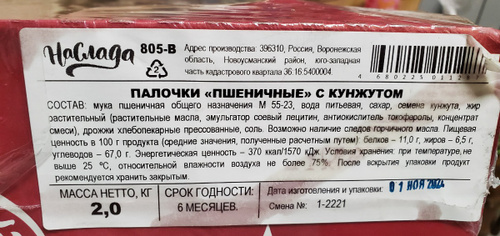 Наслада
805-В
Адрес производства 396310, Россия, Воронежская
область, Новоусманский район, юго-западная
часть кадастрового квартала 36:16:5400004.
ПАЛОЧКИ «ПШЕНИЧНЫЕ» С КУНЖУТОМ
СОСТАВ: мука пшеничная общего назначения М 55-23, вода питьевая, сахар, семена кунжута, жир
растительный (растительные масла, эмульгатор соевый лецитин, антиокислитель токоферолы, концентрат
смеси), дрожжи хлебопекарные прессованные, соль. Возможно наличие следов горчичного масла. Пищевая
ценность в 100 г продукта (средние значения, полученные расчетным путем): белков – 11,0 г, жиров – 6,5 г,
углеводов – 67,0 г. Энергетическая ценность – 370 ккал/1570 кДж. Условия хранения: при температуре, не
выше 25 °С, относительной влажности воздуха не более 75%. После вскрытия упаковки продукт
рекомендуется хранить закрытым.
МАССА НЕТТО, КГ
2,0
СРОК ГОДНОСТИ:
6 МЕСЯЦЕВ.
Дата изготовления и упаковки:
01 НОЯ 2024
Смена № 1-2221